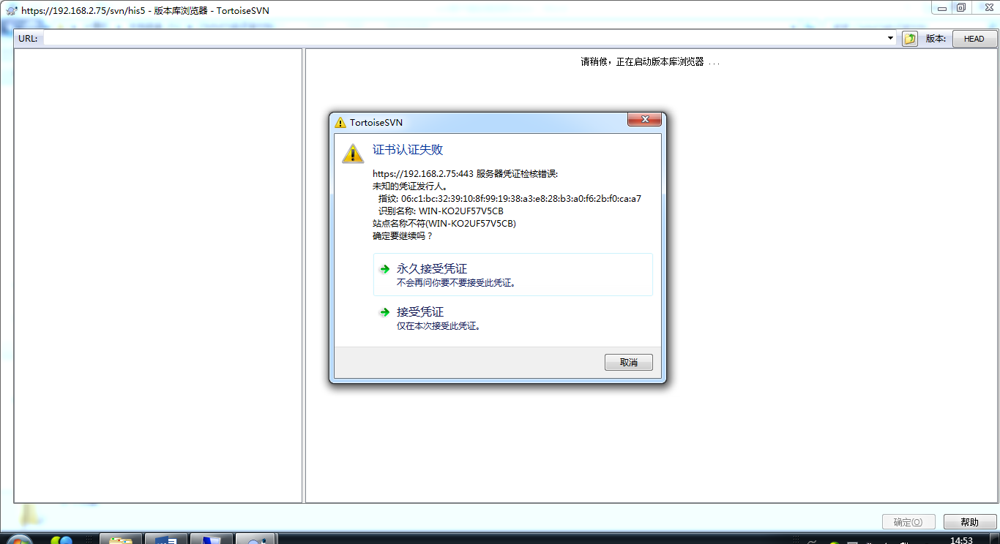 https://192.168.2.75/svn/his5 - 版本库浏览器 - TortoiseSVN
URL:
版本:
HEAD
请稍候，正在启动版本库浏览器 ...
TortoiseSVN
证书认证失败
https://192.168.2.75:443 服务器凭证检核错误:
未知的凭证发行人。
指纹: 06:c1:bc:32:39:10:8f:99:19:38:a3:e8:28:b3:a0:f6:2b:f0:ca:a7
识别名称: WIN-KO2UF57V5CB
站点名称不符(WIN-KO2UF57V5CB)
确定要继续吗？
永久接受凭证
不会再问你要不要接受此凭证。
接受凭证
仅在本次接受此凭证。
取消
确定(O)
帮助
14:53